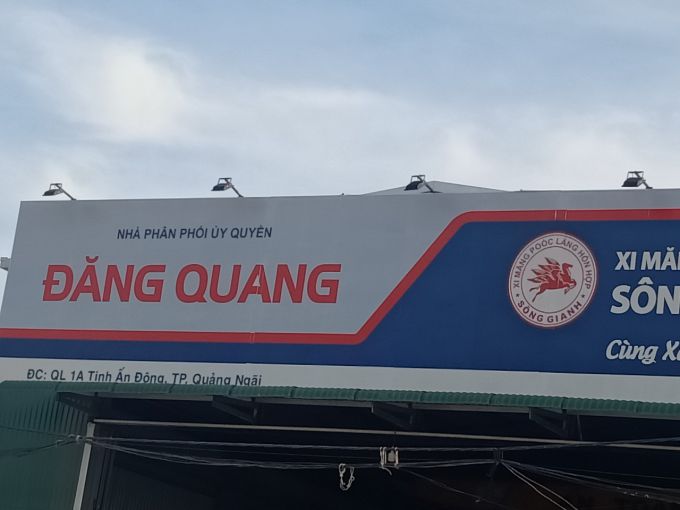 NHÀ PHÂN PHỐI ỦY QUYỀN
ĐĂNG QUANG
ĐC: QL 1A Tịnh Ấn Đông, TP. Quảng Ngãi
XI MĂNG POÓC LĂNG HỖN HỢP
SÔNG GIANH
XI MĂ
SÔN
Cùng X